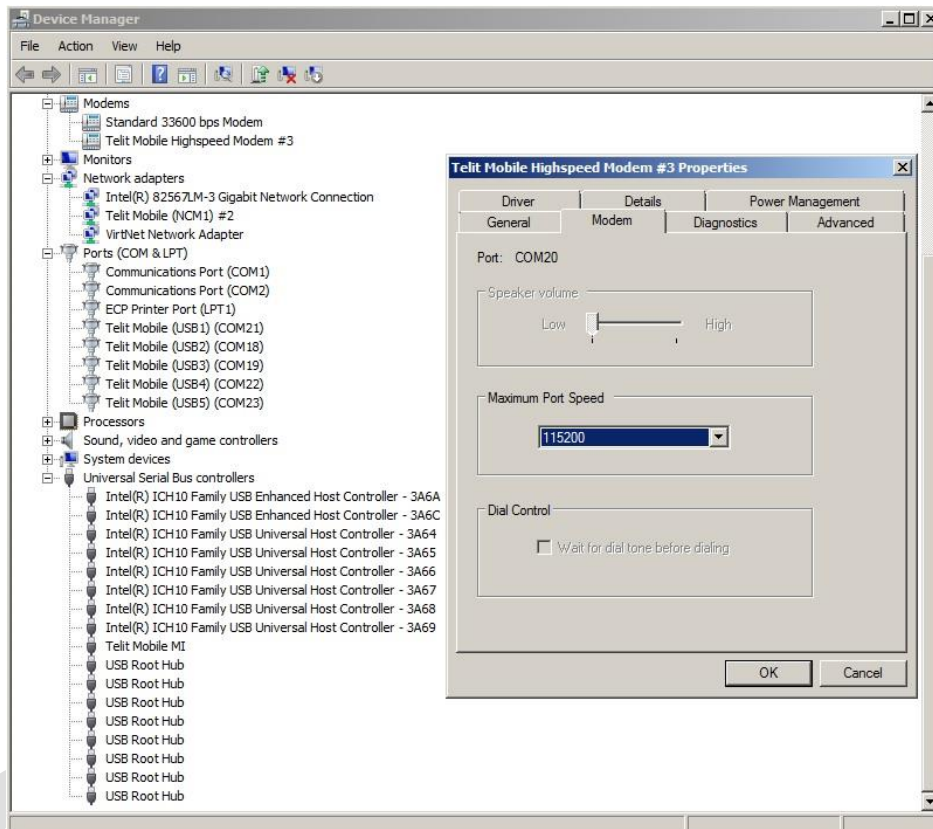 Device Manager
File Action View Help
Modems
Standard 33600 bps Modem
Telit Mobile Highspeed Modem #3
Monitors
Network adapters
Intel(R) 82567LM-3 Gigabit Network Connection
Telit Mobile (NCM1) #2
VirtNet Network Adapter
Ports (COM & LPT)
Communications Port (COM1)
Communications Port (COM2)
ECP Printer Port (LPT1)
Telit Mobile (USB1) (COM21)
Telit Mobile (USB2) (COM18)
Telit Mobile (USB3) (COM19)
Telit Mobile (USB4) (COM22)
Telit Mobile (USB5) (COM23)
Processors
Sound, video and game controllers
System devices
Universal Serial Bus controllers
Intel(R) ICH10 Family USB Enhanced Host Controller - 3A6A
Intel(R) ICH10 Family USB Enhanced Host Controller - 3A6C
Intel(R) ICH10 Family USB Universal Host Controller - 3A64
Intel(R) ICH10 Family USB Universal Host Controller - 3A65
Intel(R) ICH10 Family USB Universal Host Controller - 3A66
Intel(R) ICH10 Family USB Universal Host Controller - 3A67
Intel(R) ICH10 Family USB Universal Host Controller - 3A68
Intel(R) ICH10 Family USB Universal Host Controller - 3A69
Telit Mobile MI
USB Root Hub
USB Root Hub
USB Root Hub
USB Root Hub
USB Root Hub
USB Root Hub
USB Root Hub
USB Root Hub
Telit Mobile Highspeed Modem #3 Properties
Driver Details Power Management
General Modem Diagnostics Advanced
Port: COM20
Speaker volume
Low High
Maximum Port Speed
115200
Dial Control
Wait for dial tone before dialing
OK Cancel